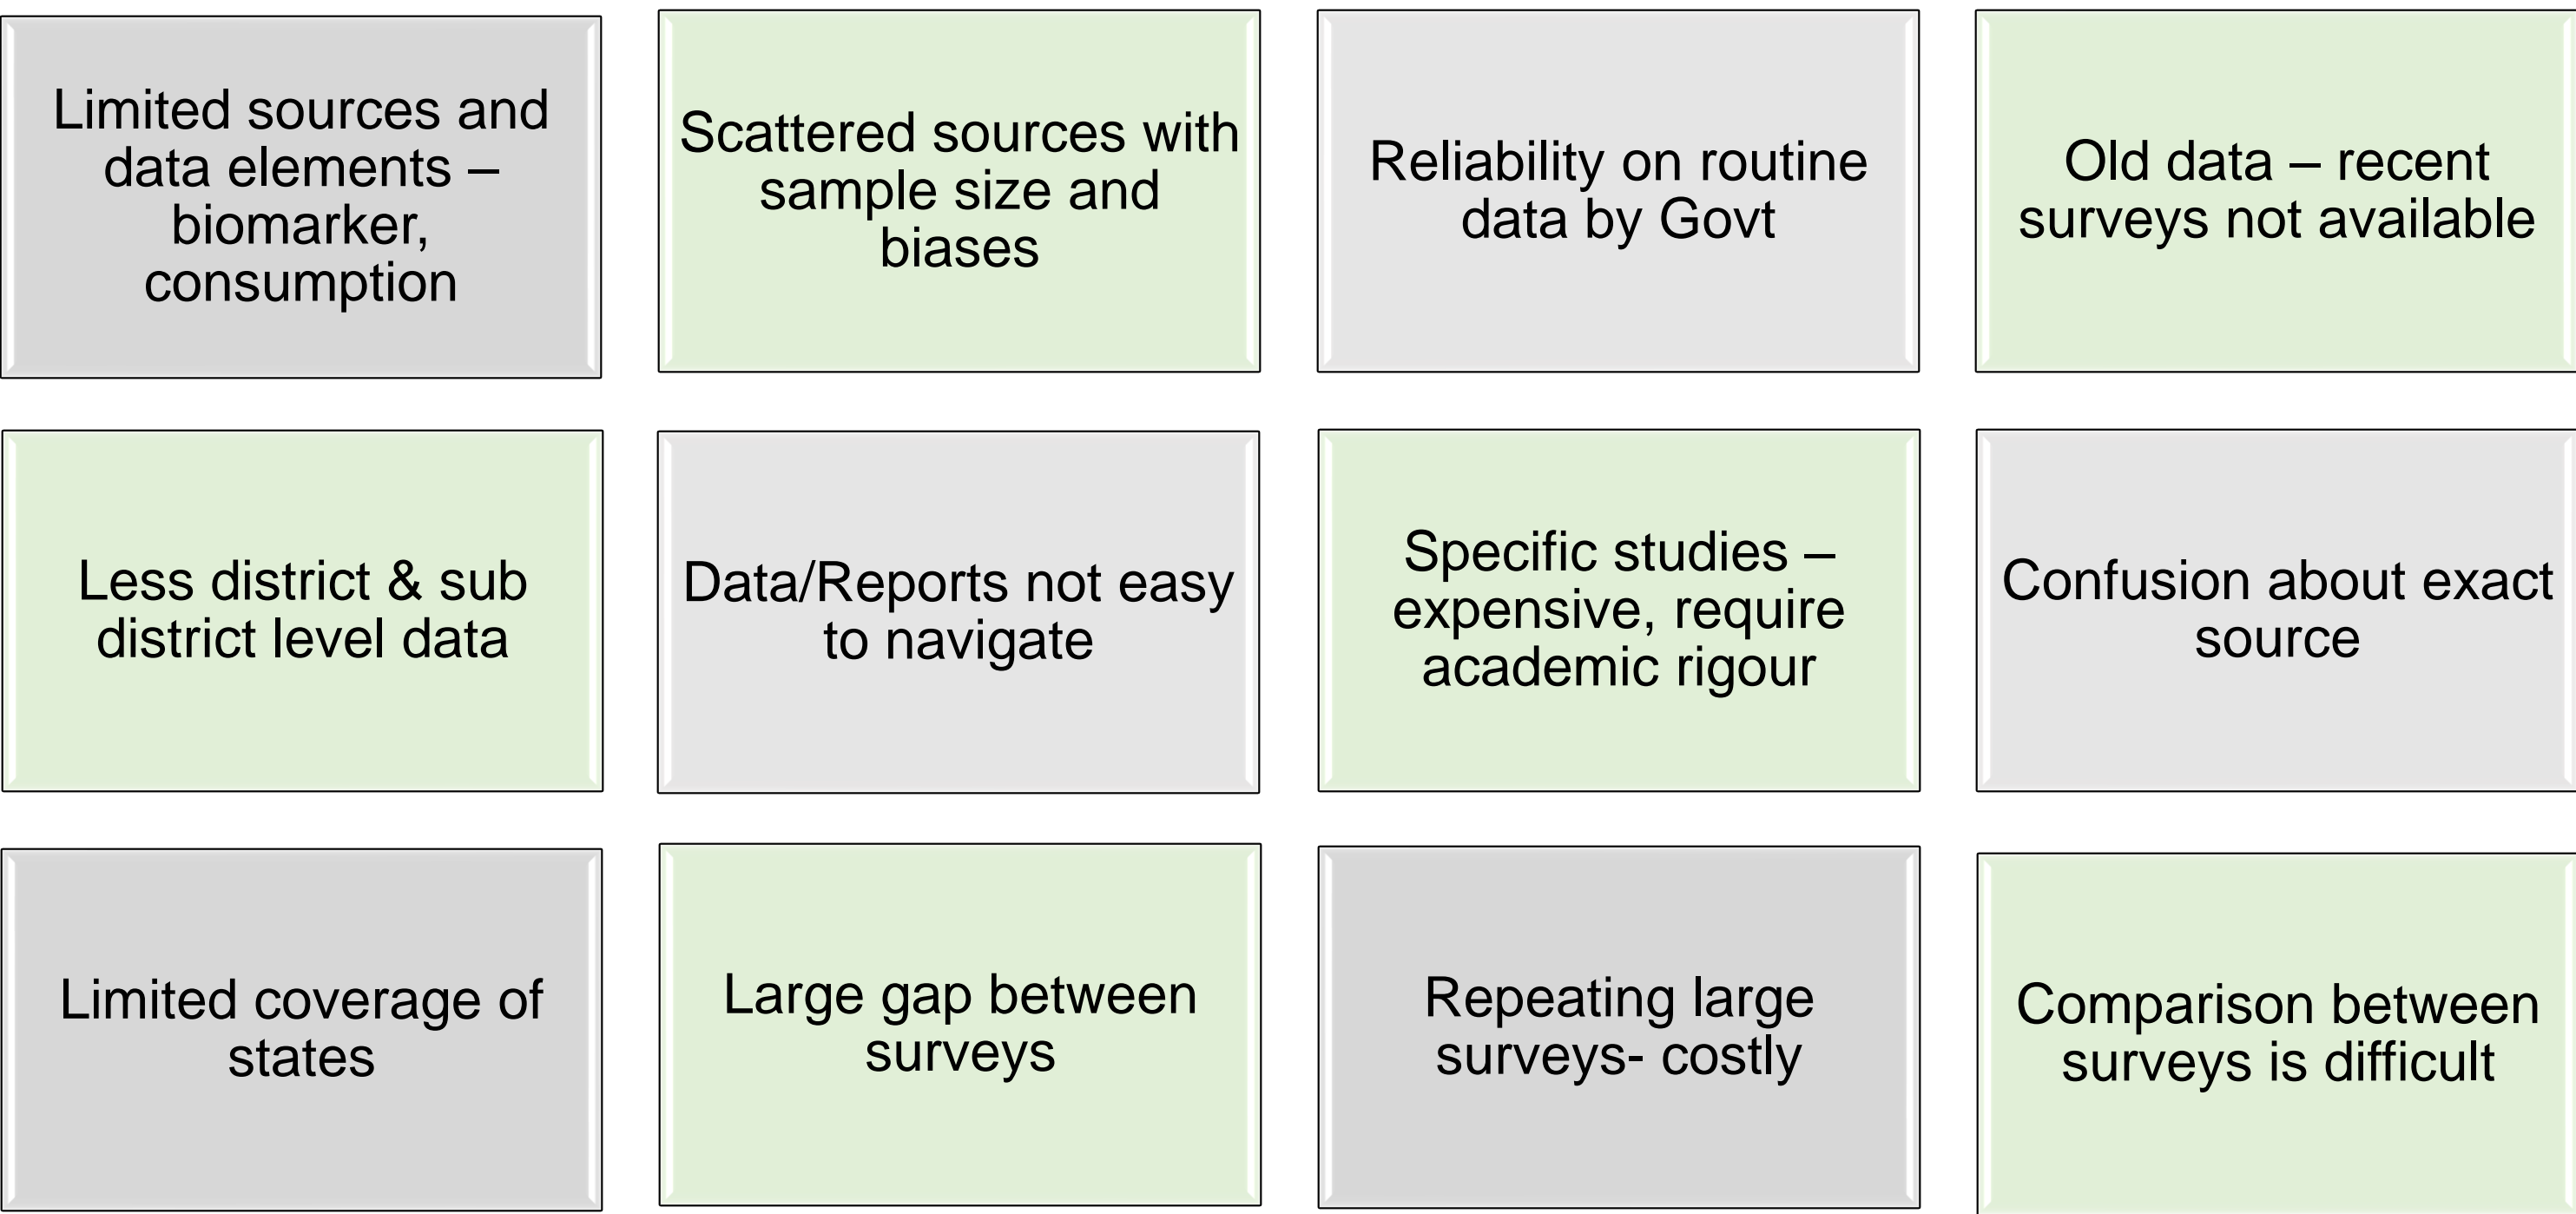 Limited sources and
data elements –
biomarker,
consumption
Scattered sources with
sample size and
biases
Reliability on routine
data by Govt
Old data – recent
surveys not available
Less district & sub
district level data
Data/Reports not easy
to navigate
Specific studies –
expensive, require
academic rigour
Confusion about exact
source
Limited coverage of
states
Large gap between
surveys
Repeating large
surveys- costly
Comparison between
surveys is difficult